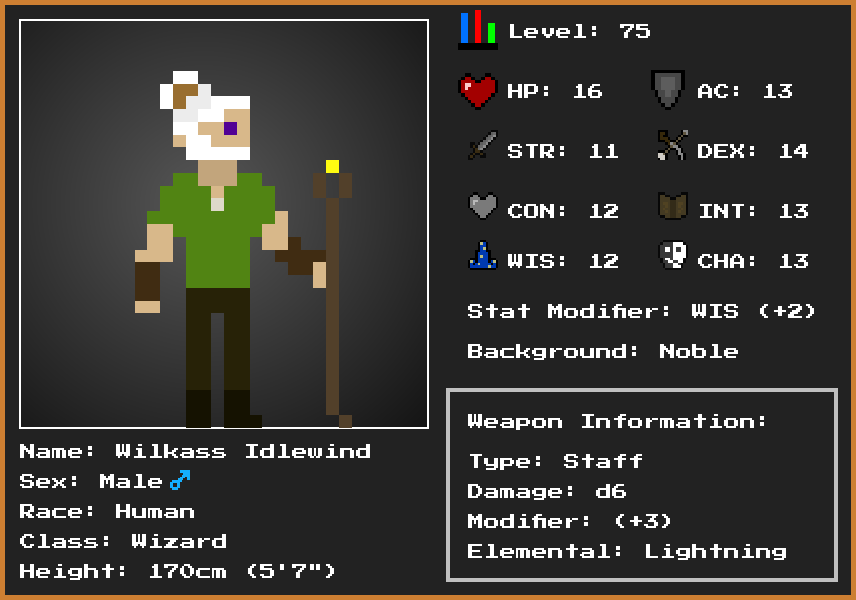 Level: 75
HP: 16
AC: 13
STR: 11
DEX: 14
CON: 12
INT: 13
WIS: 12
CHA: 13
Stat Modifier: WIS (+2)
Background: Noble
Weapon Information:
Type: Staff
Damage: d6
Modifier: (+3)
Elemental: Lightning
Name: Wilkass Idlewind
Sex: Male♂
Race: Human
Class: Wizard
Height: 170cm (5'7")